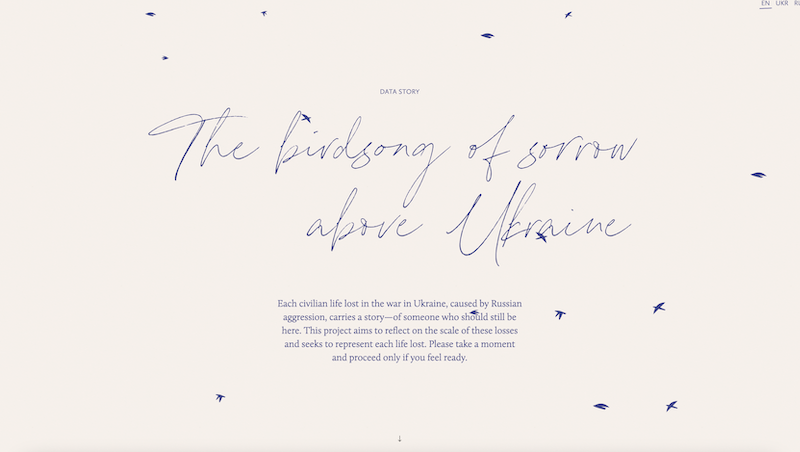 EN UKR RU
DATA STORY
The birdsong of sorrow
above Ukraine
Each civilian life lost in the war in Ukraine, caused by Russian
aggression, carries a story—of someone who should still be
here. This project aims to reflect on the scale of these losses
and seeks to represent each life lost. Please take a moment
and proceed only if you feel ready.
↓